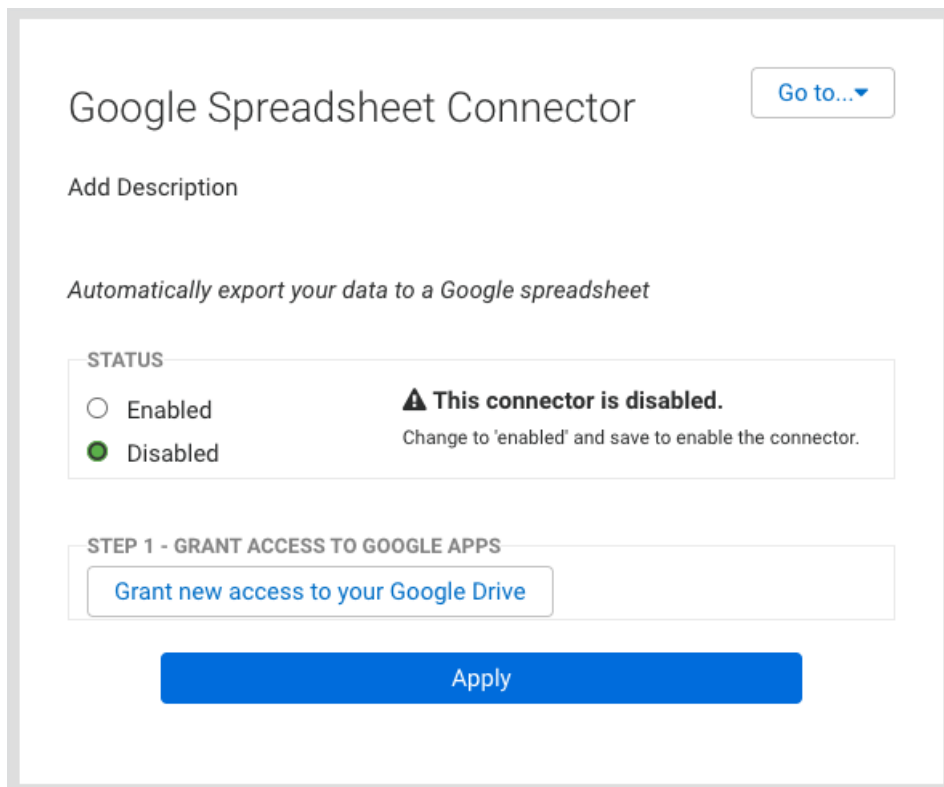 Google Spreadsheet Connector
Go to...
Add Description
Automatically export your data to a Google spreadsheet
STATUS
Enabled
Disabled
This connector is disabled.
Change to 'enabled' and save to enable the connector.
STEP 1 - GRANT ACCESS TO GOOGLE APPS
Grant new access to your Google Drive
Apply